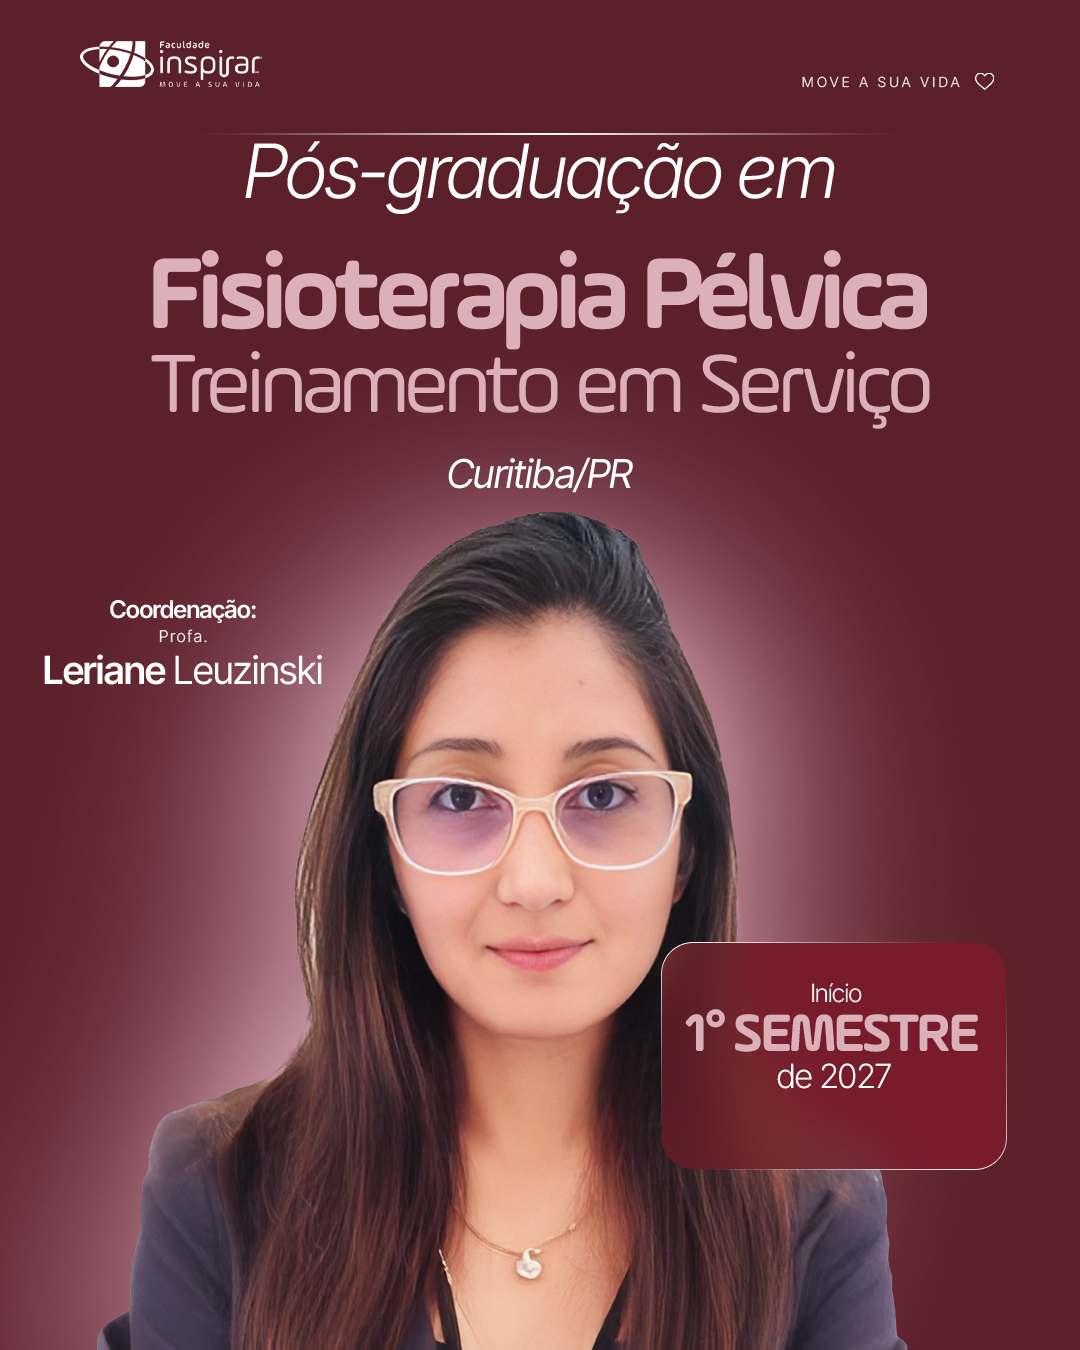 Faculdade
inspirar
MOVE A SUA VIDA
MOVE A SUA VIDA
Pós-graduação em
Fisioterapia Pélvica
Treinamento em Serviço
Curitiba/PR
Coordenação:
Profa.
Leriane Leuzinski
Início
1° SEMESTRE
de 2027